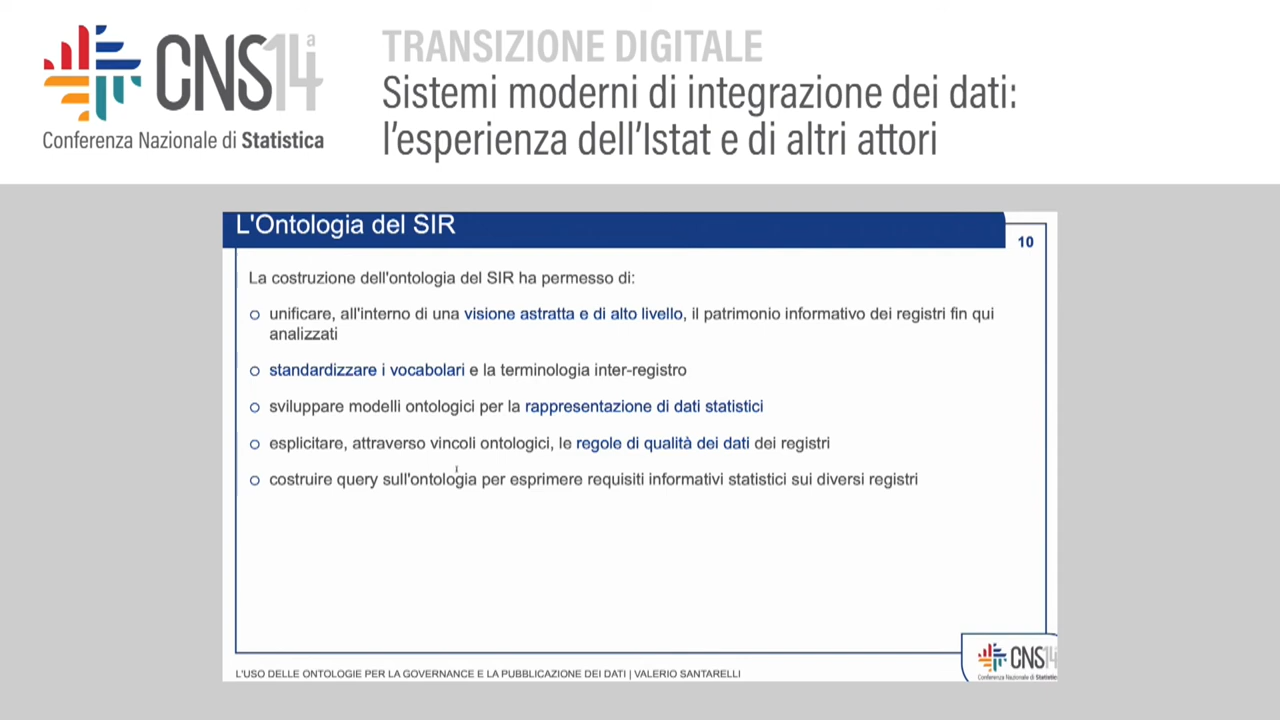 CNS14ª
Conferenza Nazionale di Statistica
TRANSIZIONE DIGITALE
Sistemi moderni di integrazione dei dati:
l’esperienza dell’Istat e di altri attori
L'Ontologia del SIR
10
La costruzione dell'ontologia del SIR ha permesso di:
unificare, all'interno di una visione astratta e di alto livello, il patrimonio informativo dei registri fin qui
analizzati
standardizzare i vocabolari e la terminologia inter-registro
sviluppare modelli ontologici per la rappresentazione di dati statistici
esplicitare, attraverso vincoli ontologici, le regole di qualità dei dati dei registri
costruire query sull'ontologia per esprimere requisiti informativi statistici sui diversi registri
L'USO DELLE ONTOLOGIE PER LA GOVERNANCE E LA PUBBLICAZIONE DEI DATI | VALERIO SANTARELLI
CNS14
Conferenza Nazionale di Statistic